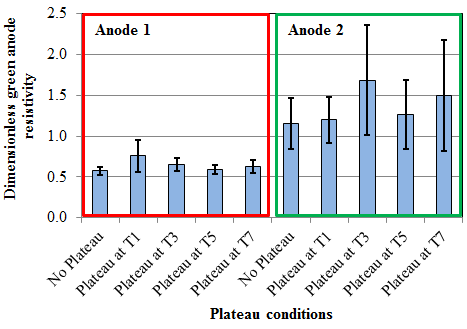 Dimensionless green anode
resistivity
2.5
2.0
1.5
1.0
0.5
0.0
Anode 1
Anode 2
No Plateau
Plateau at T1
Plateau at T3
Plateau at T5
Plateau at T7
No Plateau
Plateau at T1
Plateau at T3
Plateau at T5
Plateau at T7
Plateau conditions